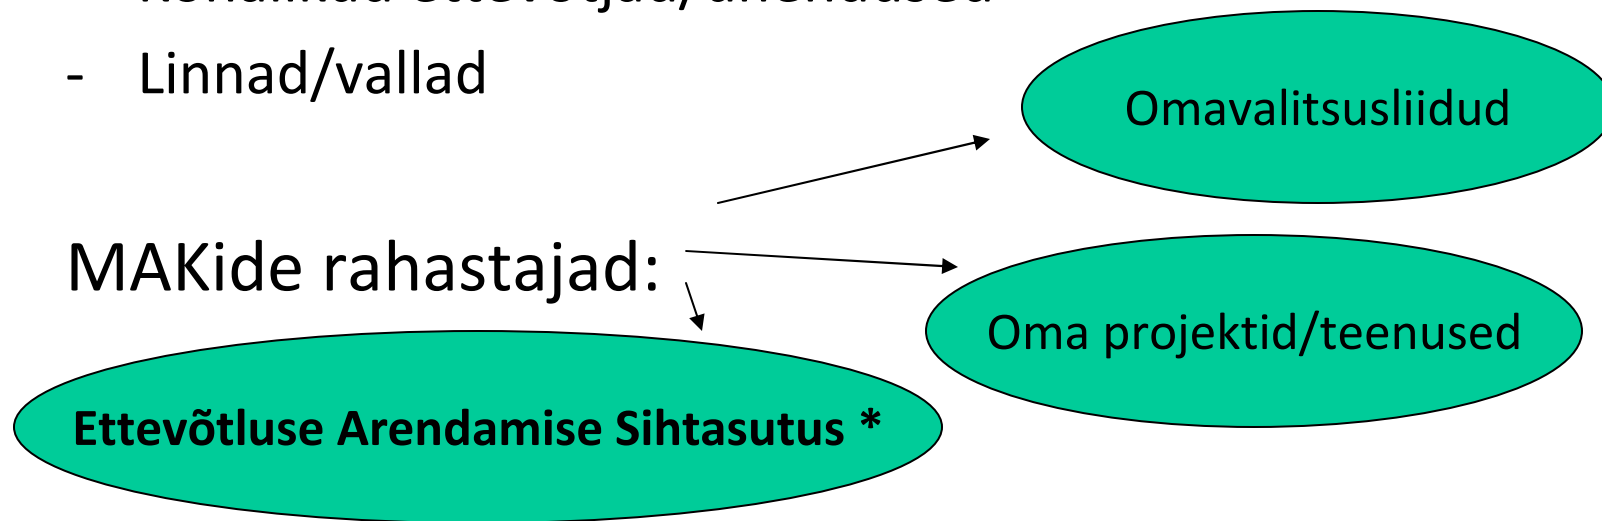 - Linnad/vallad
Omavalitsusliidud
MAKide rahastajad:
Oma projektid/teenused
Ettevõtluse Arendamise Sihtasutus *